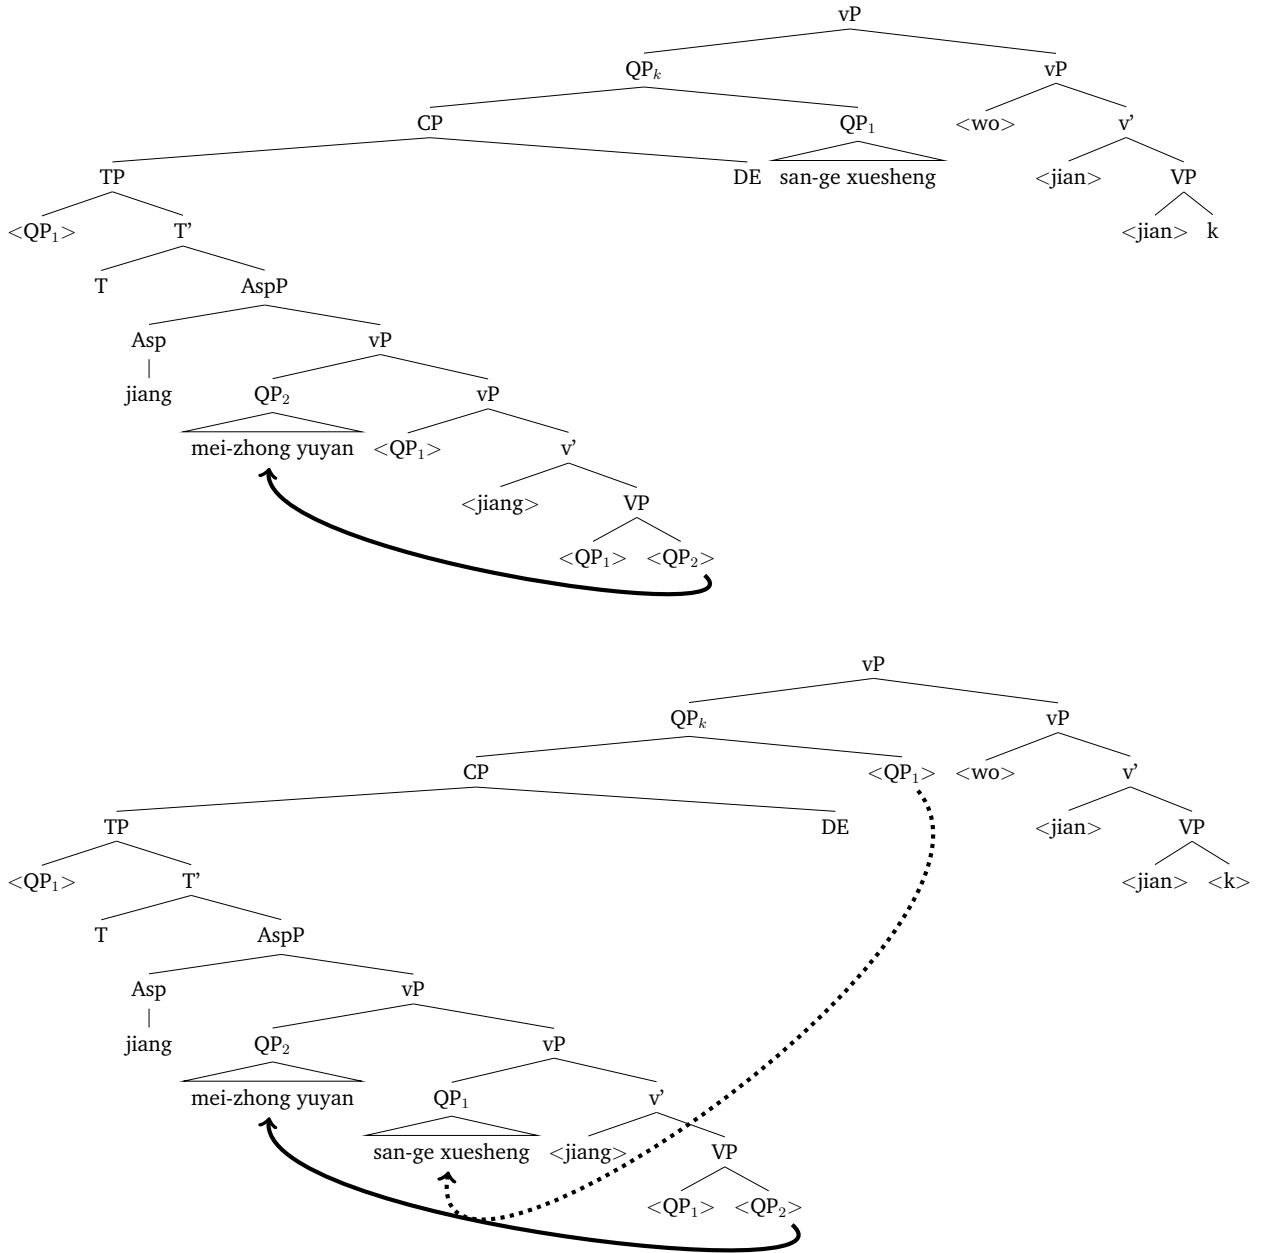 vP
QPₖ vP
CP QP₁ <wo> v'
TP DE san-ge xuesheng <jian> VP
<QP₁> T' <jian> k
T AspP
Asp vP
jiang QP₂ vP
mei-zhong yuyan <QP₁> v'
<jiang> VP
<QP₁> <QP₂>
vP
QPₖ vP
CP <QP₁> <wo> v'
TP DE <jian> VP
<QP₁> T' <jian> <k>
T AspP
Asp vP
jiang QP₂ vP
mei-zhong yuyan QP₁ v'
san-ge xuesheng <jiang> VP
<QP₁> <QP₂>